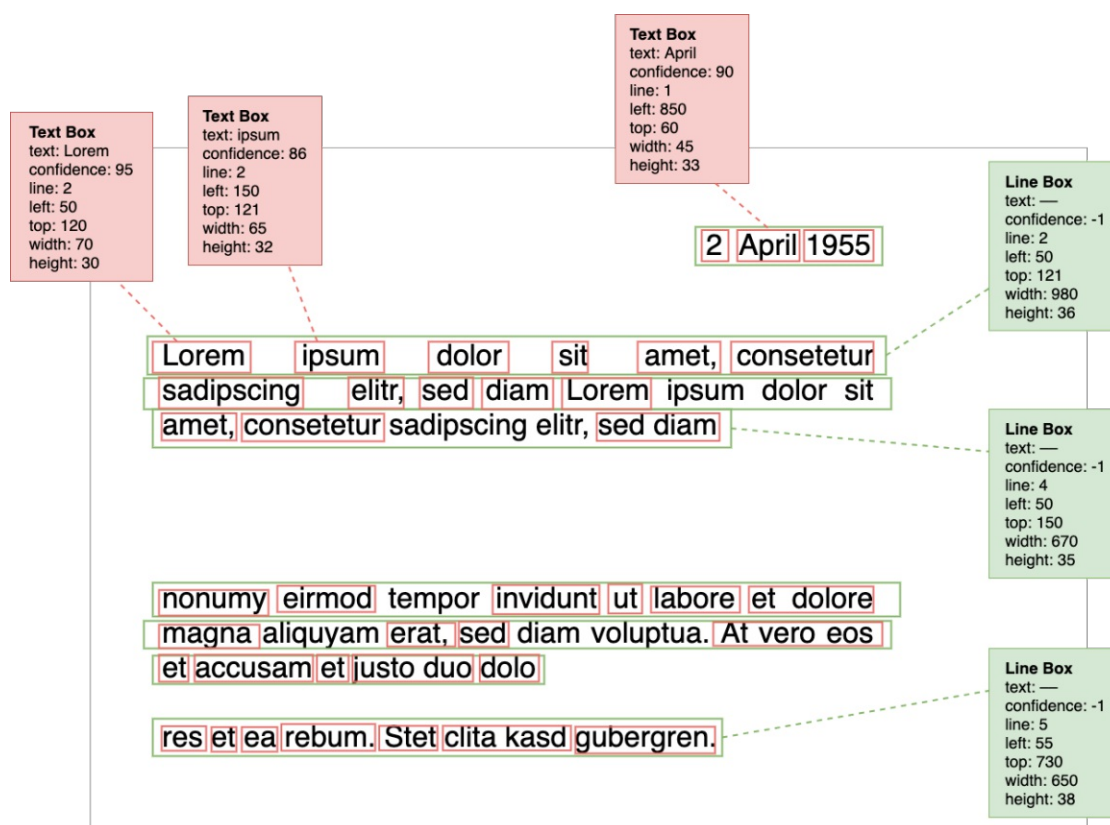 Text Box
text: April
confidence: 90
line: 1
left: 850
top: 60
width: 45
height: 33
Text Box
text: Lorem
confidence: 95
line: 2
left: 50
top: 120
width: 70
height: 30
Text Box
text: ipsum
confidence: 86
line: 2
left: 150
top: 121
width: 65
height: 32
Line Box
text: —
confidence: -1
line: 2
left: 50
top: 121
width: 980
height: 36
2 April 1955
Lorem ipsum dolor sit amet, consetetur
sadipscing elitr, sed diam Lorem ipsum dolor sit
amet, consetetur sadipscing elitr, sed diam
Line Box
text: —
confidence: -1
line: 4
left: 50
top: 150
width: 670
height: 35
nonumy eirmod tempor invidunt ut labore et dolore
magna aliquyam erat, sed diam voluptua. At vero eos
et accusam et justo duo dolo
res et ea rebum. Stet clita kasd gubergren.
Line Box
text: —
confidence: -1
line: 5
left: 55
top: 730
width: 650
height: 38